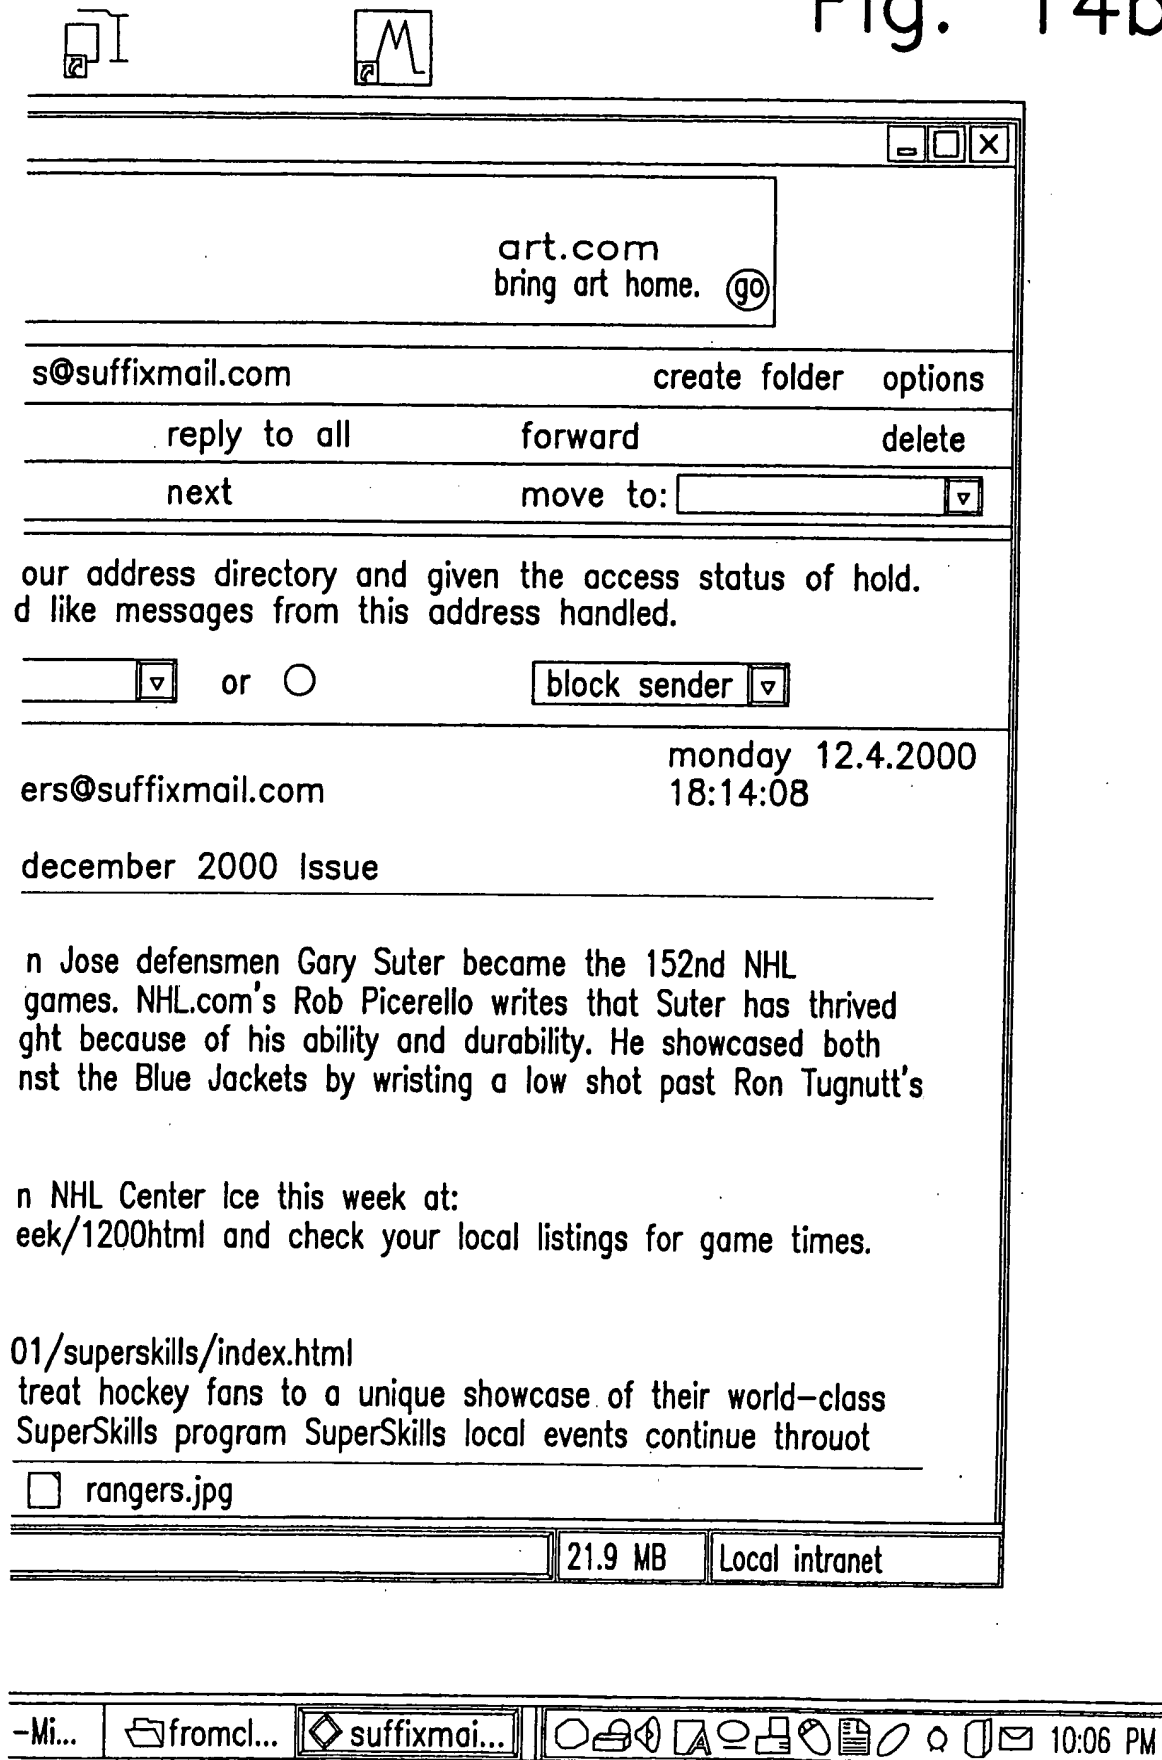 Fig. 14b
art.com
bring art home. go
s@suffixmail.com create folder options
reply to all forward delete
next move to:
our address directory and given the access status of hold.
d like messages from this address handled.
or block sender
monday 12.4.2000
ers@suffixmail.com 18:14:08
december 2000 Issue
n Jose defensmen Gary Suter became the 152nd NHL
games. NHL.com's Rob Picerello writes that Suter has thrived
ght because of his ability and durability. He showcased both
nst the Blue Jackets by wristing a low shot past Ron Tugnutt's
n NHL Center Ice this week at:
eek/1200html and check your local listings for game times.
01/superskills/index.html
treat hockey fans to a unique showcase of their world-class
SuperSkills program SuperSkills local events continue throuot
rangers.jpg
21.9 MB Local intranet
-Mi... fromcl... suffixmai... 10:06 PM